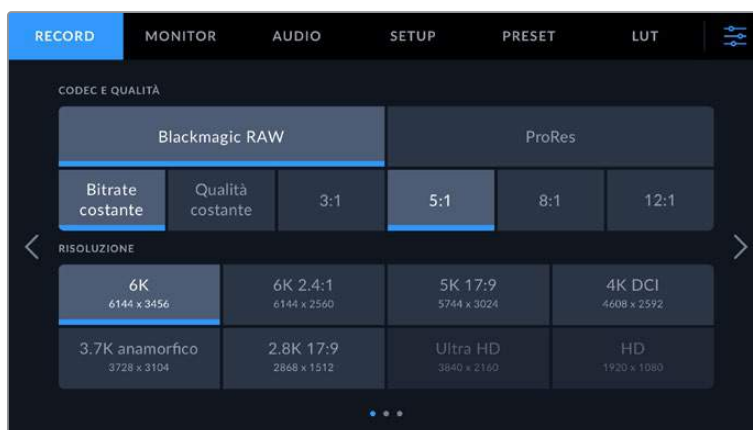 RECORD MONITOR AUDIO SETUP PRESET LUT
CODEC E QUALITÀ
Blackmagic RAW ProRes
Bitrate costante Qualità costante 3:1 5:1 8:1 12:1
RISOLUZIONE
6K 6K 2.4:1 5K 17:9 4K DCI
6144 x 3456 6144 x 2560 5744 x 3024 4608 x 2592
3.7K anamorfico 2.8K 17:9 Ultra HD HD
3728 x 3104 2868 x 1512 3840 x 2160 1920 x 1080